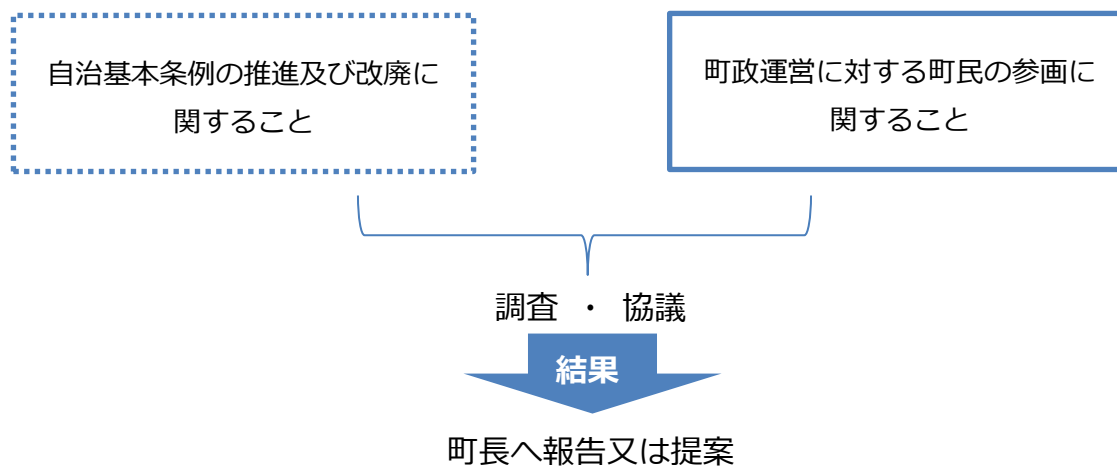 自治基本条例の推進及び改廃に
関すること
町政運営に対する町民の参画に
関すること
調査 ・ 協議
結果
町長へ報告又は提案